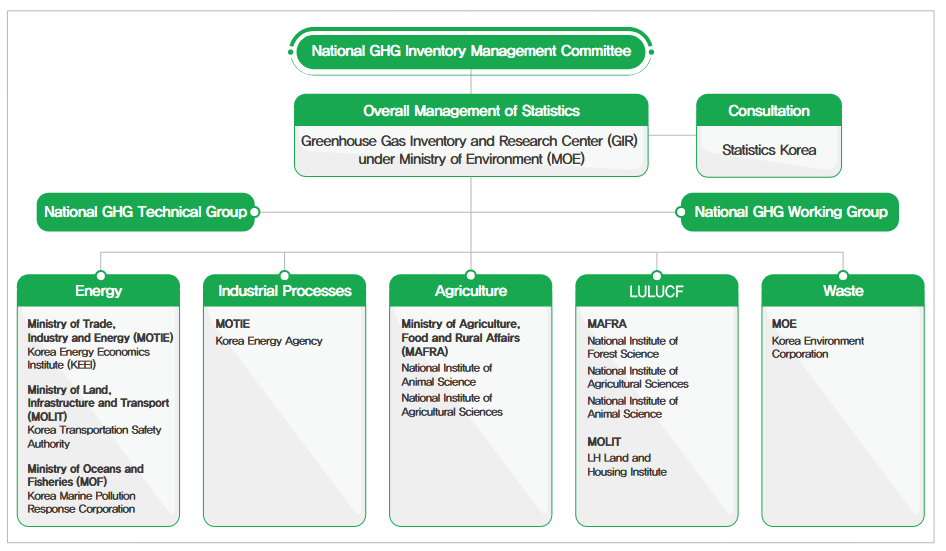 National GHG Inventory Management Committee
Overall Management of Statistics
Greenhouse Gas Inventory and Research Center (GIR)
under Ministry of Environment (MOE)
Consultation
Statistics Korea
National GHG Technical Group
National GHG Working Group
Energy
Ministry of Trade,
Industry and Energy (MOTIE)
Korea Energy Economics
Institute (KEEI)
Ministry of Land,
Infrastructure and Transport
(MOLIT)
Korea Transportation Safety
Authority
Ministry of Oceans and
Fisheries (MOF)
Korea Marine Pollution
Response Corporation
Industrial Processes
MOTIE
Korea Energy Agency
Agriculture
Ministry of Agriculture,
Food and Rural Affairs
(MAFRA)
National Institute of
Animal Science
National Institute of
Agricultural Sciences
LULUCF
MAFRA
National Institute of
Forest Science
National Institute of
Agricultural Sciences
National Institute of
Animal Science
MOLIT
LH Land and
Housing Institute
Waste
MOE
Korea Environment
Corporation